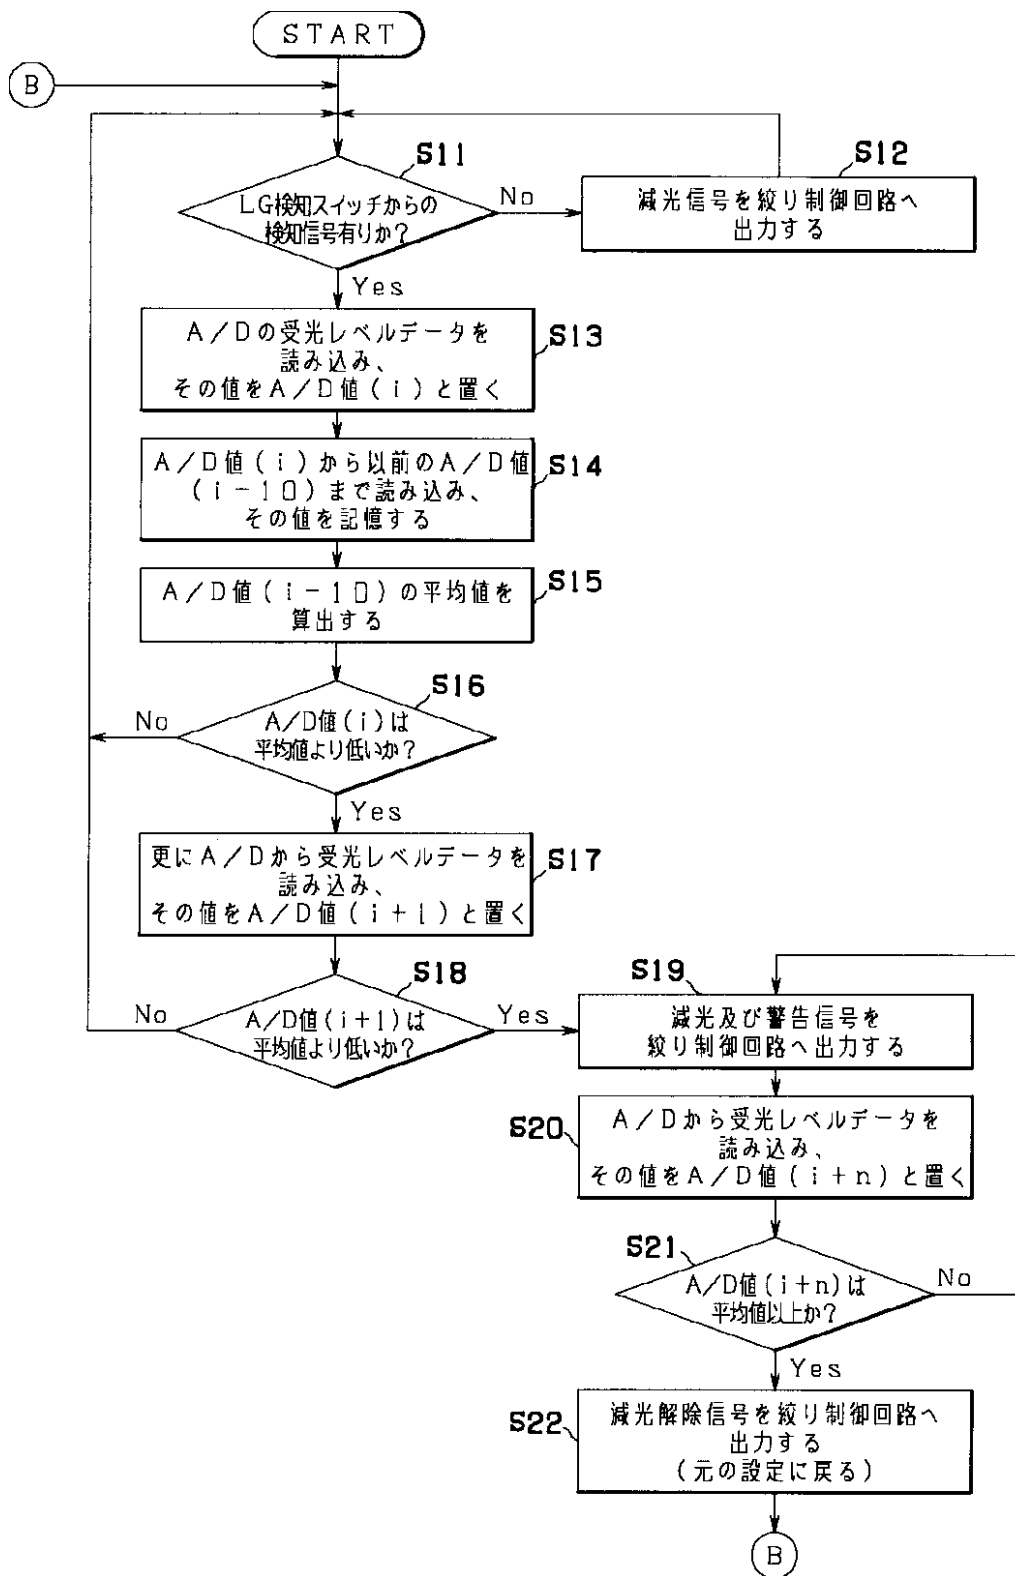 START
B
S11
LG検知スイッチからの
検知信号有りか?
No
Yes
S12
減光信号を絞り制御回路へ
出力する
S13
A/Dの受光レベルデータを
読み込み、
その値をA/D値(i)と置く
S14
A/D値(i)から以前のA/D値
(i-10)まで読み込み、
その値を記憶する
S15
A/D値(i-10)の平均値を
算出する
S16
A/D値(i)は
平均値より低いか?
No
Yes
S17
更にA/Dから受光レベルデータを
読み込み、
その値をA/D値(i+1)と置く
S18
A/D値(i+1)は
平均値より低いか?
No
Yes
S19
減光及び警告信号を
絞り制御回路へ出力する
S20
A/Dから受光レベルデータを
読み込み、
その値をA/D値(i+n)と置く
S21
A/D値(i+n)は
平均値以上か?
No
Yes
S22
減光解除信号を絞り制御回路へ
出力する
(元の設定に戻る)
B